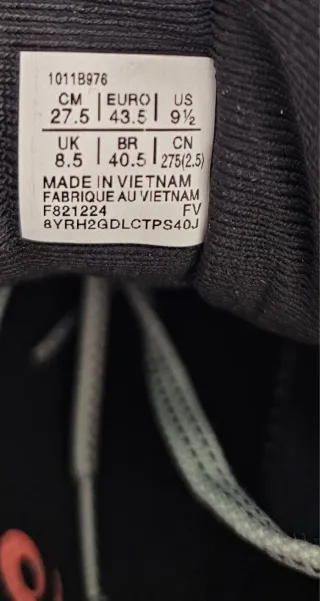 1011B976
CM | EURO | US
27.5 | 43.5 | 9½
UK | BR | CN
8.5 | 40.5 | 275(2.5)
MADE IN VIETNAM
FABRIQUE AU VIETNAM
F821224 FV
8YRH2GDLCTPS40J